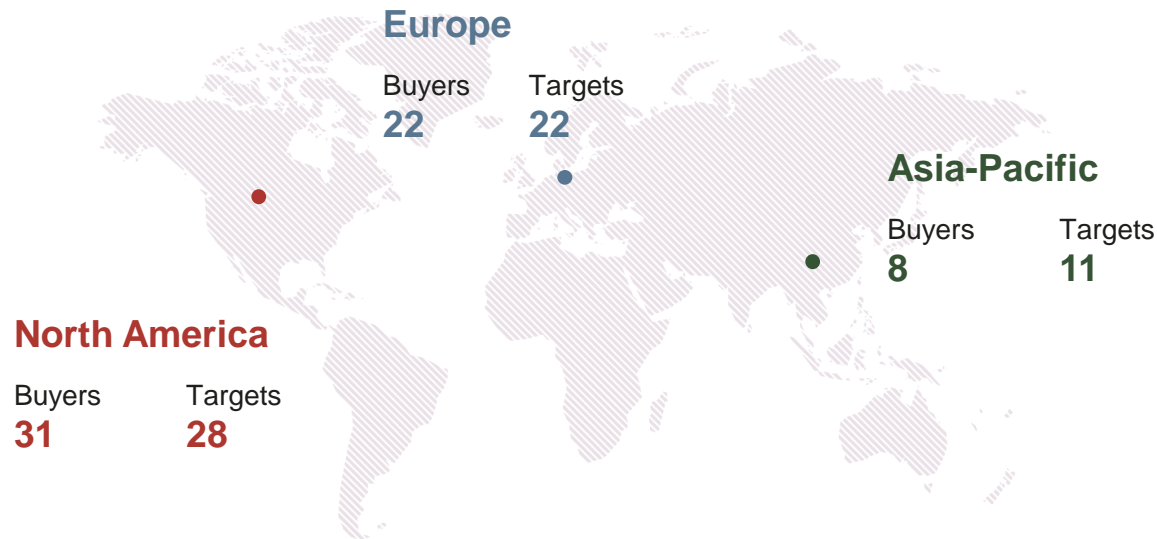 Europe
Buyers Targets
22 22
Asia-Pacific
Buyers Targets
8 11
North America
Buyers Targets
31 28